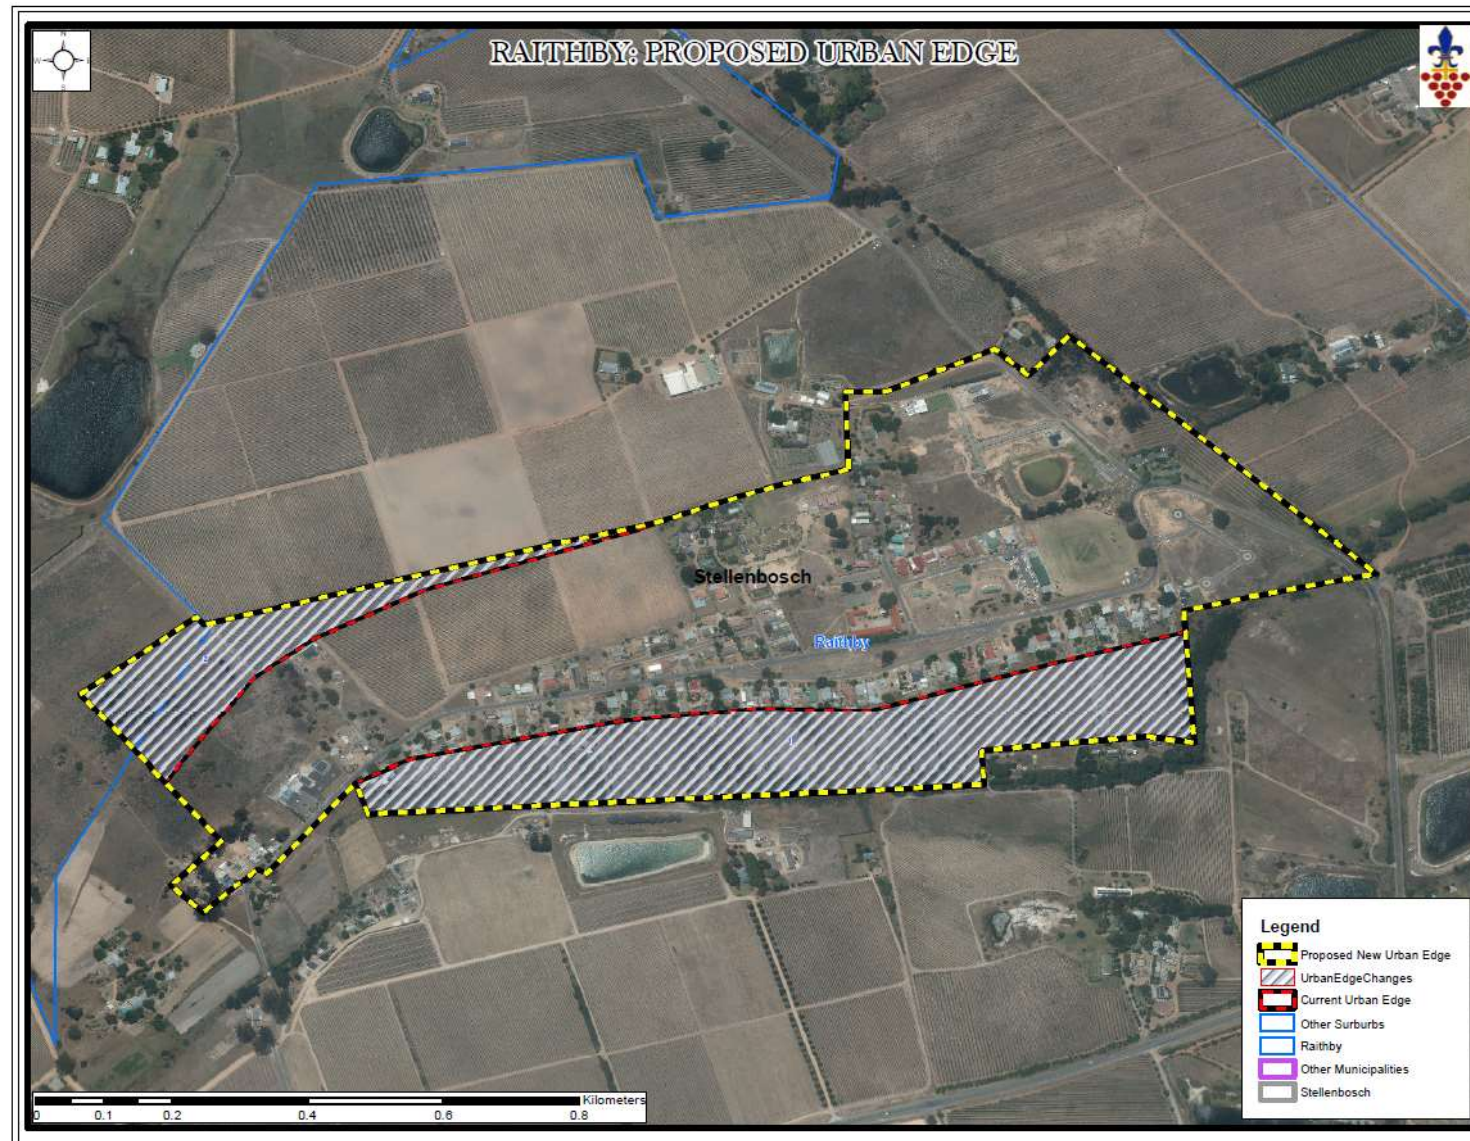 RAITHBY: PROPOSED URBAN EDGE
N
W
E
S
Stellenbosch
Raithby
Legend
Proposed New Urban Edge
UrbanEdgeChanges
Current Urban Edge
Other Surburbs
Raithby
Other Municipalities
Stellenbosch
Kilometers
0 0.1 0.2 0.4 0.6 0.8